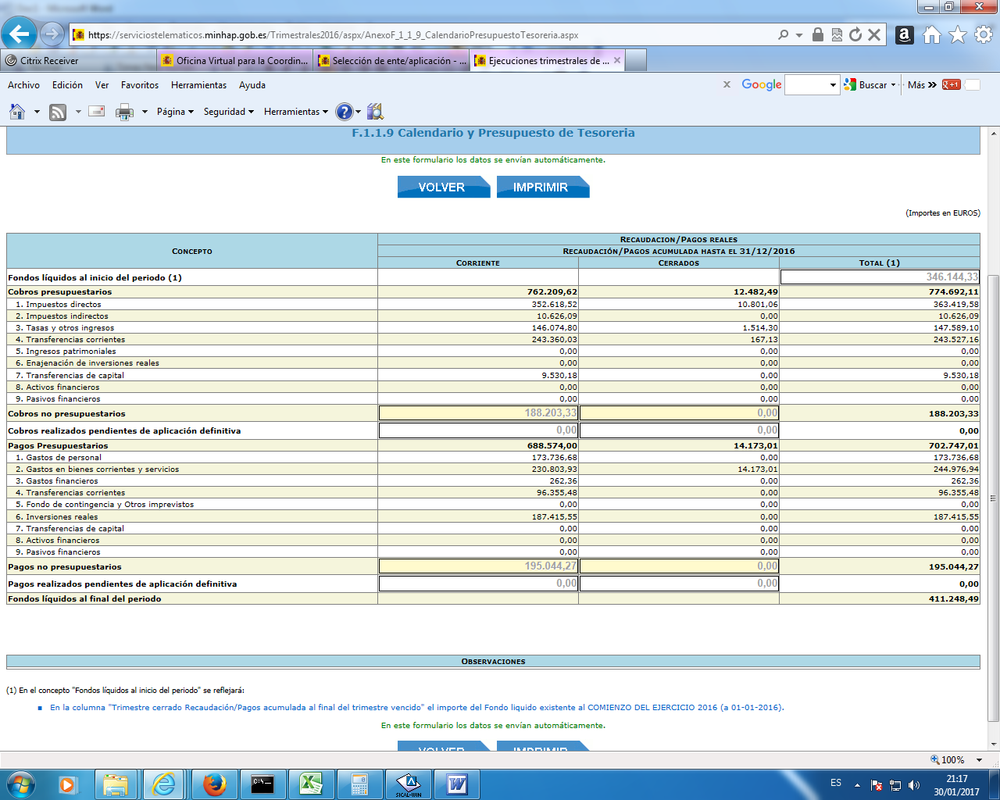 https://serviciostelematicos.minhap.gob.es/Trimestrales2016/aspx/AnexoF_1_1_9_CalendarioPresupuestoTesoreria.aspx
Citrix Receiver
Oficina Virtual para la Coordin...
Selección de ente/aplicación - ...
Ejecuciones trimestrales de ...
Archivo Edición Ver Favoritos Herramientas Ayuda
x Google Buscar Más
Página Seguridad Herramientas
F.1.1.9 Calendario y Presupuesto de Tesoreria
En este formulario los datos se envían automáticamente.
VOLVER IMPRIMIR
(Importes en EUROS)
CONCEPTO
RECAUDACION/PAGOS REALES
RECAUDACIÓN/PAGOS ACUMULADA HASTA EL 31/12/2016
CORRIENTE CERRADOS TOTAL (1)
Fondos líquidos al inicio del periodo (1) 346.144,33
Cobros presupuestarios 762.209,62 12.482,49 774.692,11
1. Impuestos directos 352.618,52 10.801,06 363.419,58
2. Impuestos indirectos 10.626,09 0,00 10.626,09
3. Tasas y otros ingresos 146.074,80 1.514,30 147.589,10
4. Transferencias corrientes 243.360,03 167,13 243.527,16
5. Ingresos patrimoniales 0,00 0,00 0,00
6. Enajenación de inversiones reales 0,00 0,00 0,00
7. Transferencias de capital 9.530,18 0,00 9.530,18
8. Activos financieros 0,00 0,00 0,00
9. Pasivos financieros 0,00 0,00 0,00
Cobros no presupuestarios 188.203,33 0,00 188.203,33
Cobros realizados pendientes de aplicación definitiva 0,00 0,00 0,00
Pagos Presupuestarios 688.574,00 14.173,01 702.747,01
1. Gastos de personal 173.736,68 0,00 173.736,68
2. Gastos en bienes corrientes y servicios 230.803,93 14.173,01 244.976,94
3. Gastos financieros 262,36 0,00 262,36
4. Transferencias corrientes 96.355,48 0,00 96.355,48
5. Fondo de contingencia y Otros imprevistos 0,00 0,00 0,00
6. Inversiones reales 187.415,55 0,00 187.415,55
7. Transferencias de capital 0,00 0,00 0,00
8. Activos financieros 0,00 0,00 0,00
9. Pasivos financieros 0,00 0,00 0,00
Pagos no presupuestarios 195.044,27 0,00 195.044,27
Pagos realizados pendientes de aplicación definitiva 0,00 0,00 0,00
Fondos líquidos al final del periodo 411.248,49
OBSERVACIONES
(1) En el concepto "Fondos líquidos al inicio del periodo" se reflejará:
En la columna "Trimestre cerrado Recaudación/Pagos acumulada al final del trimestre vencido" el importe del Fondo liquido existente al COMIENZO DEL EJERCICIO 2016 (a 01-01-2016).
En este formulario los datos se envían automáticamente.
VOLVER IMPRIMIR
100%
SICAL-WIN
ES
21:17
30/01/2017